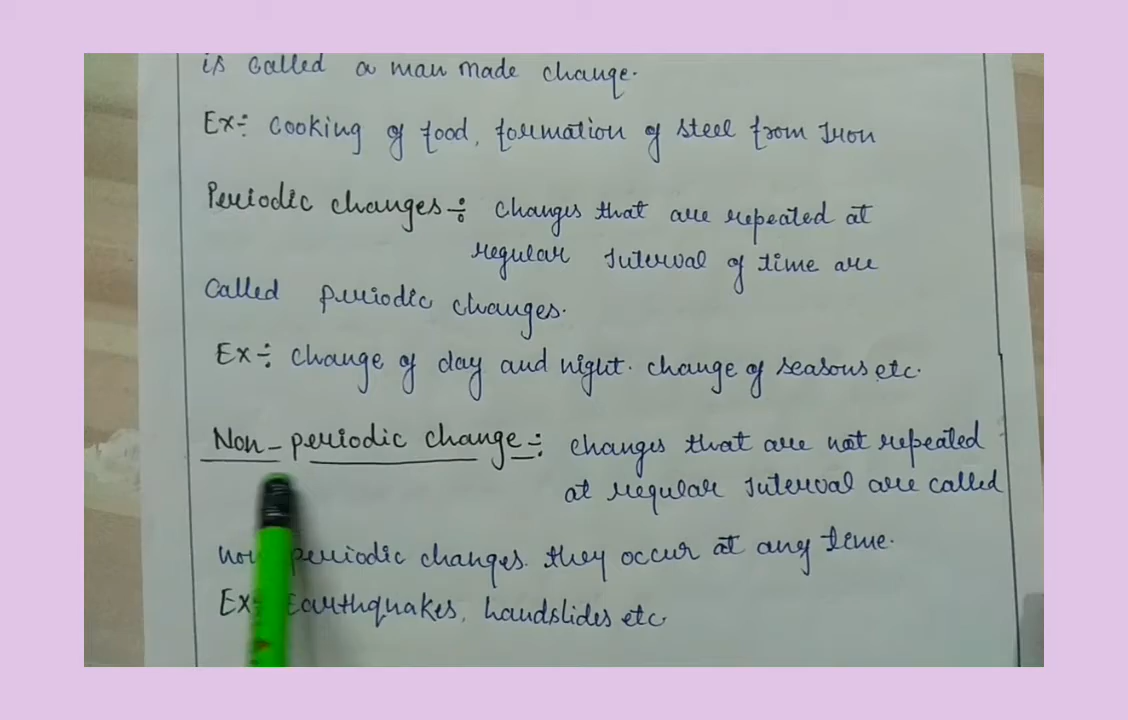 is called a man made change.
Ex÷ Cooking of food, formation of steel from Iron
Periodic changes÷ changes that are repeated at
regular Interval of time are
called periodic changes.
Ex÷ change of day and night. change of seasons etc.
Non-periodic change÷ changes that are not repeated
at regular Interval are called
periodic changes. they occur at any time.
Ex÷ Earthquakes, landslides etc.